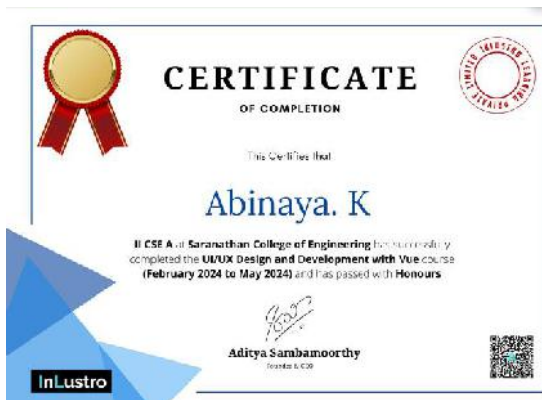 CERTIFICATE
OF COMPLETION
This Certifies that
Abinaya. K
II CSE A at Saranathan College of Engineering has successfully
completed the UI/UX Design and Development with Vue course
(February 2024 to May 2024) and has passed with Honours
Aditya Sambamoorthy
Founder & CEO
InLustro